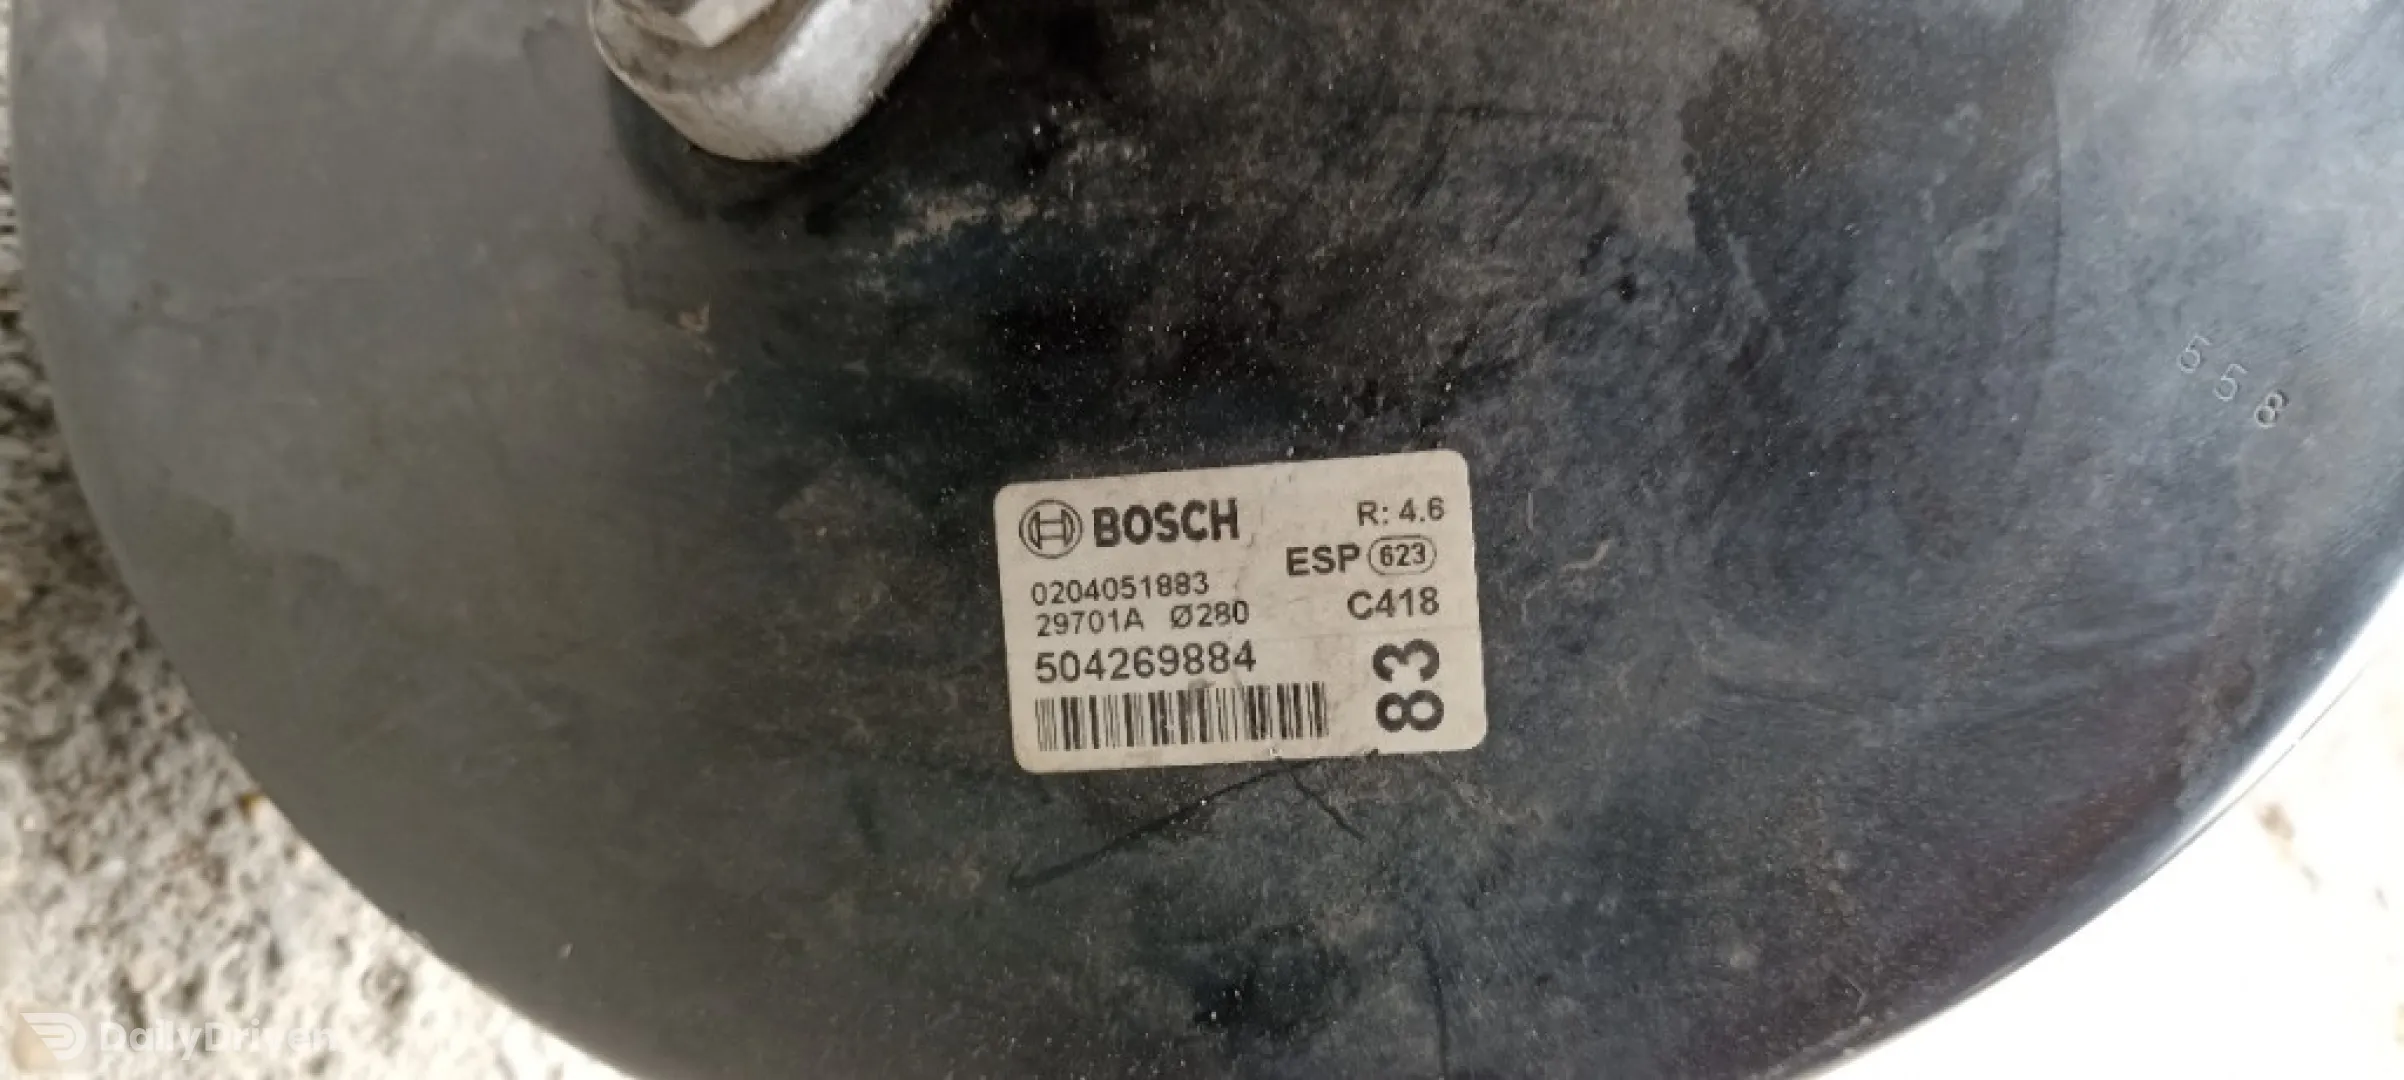 BOSCH R: 4.6
ESP 623
0204051883
29701A Ø280 C418
504269884
83
558
DailyDriven